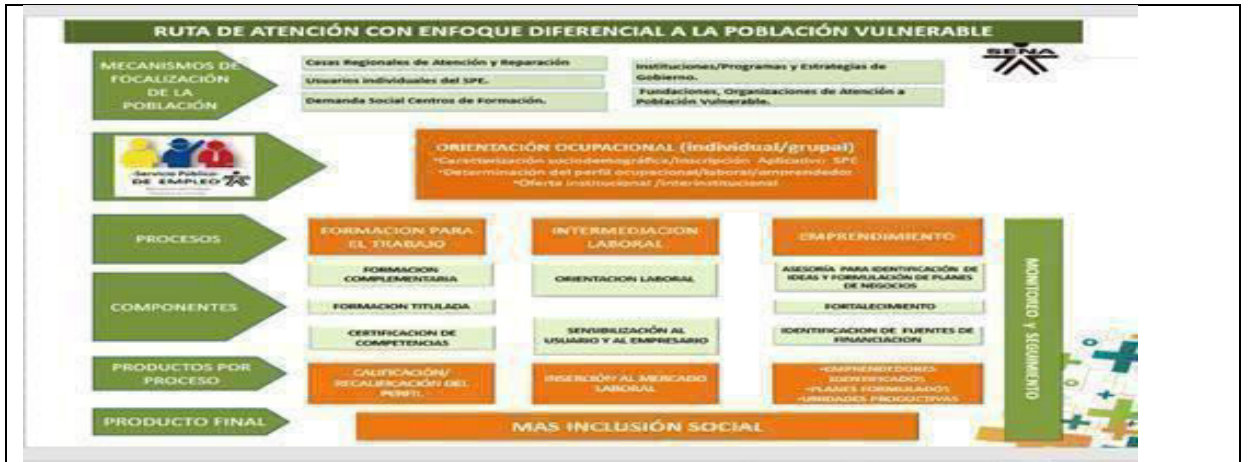 RUTA DE ATENCIÓN CON ENFOQUE DIFERENCIAL A LA POBLACIÓN VULNERABLE
SENA
MECANISMOS DE
FOCALIZACIÓN
DE LA
POBLACIÓN
Casas Regionales de Atención y Reparación
Usuarios individuales del SPE.
Demanda Social Centros de Formación.
Instituciones/Programas y Estrategias de
Gobierno.
Fundaciones, Organizaciones de Atención a
Población Vulnerable.
Servicio Público
DE EMPLEO
ORIENTACIÓN OCUPACIONAL (individual/grupal)
•Caracterización sociodemográfica/inscripción Aplicativo SPE
•Determinación del perfil ocupacional/laboral/emprendedor
•Oferta institucional /interinstitucional
PROCESOS
FORMACION PARA
EL TRABAJO
INTERMEDIACION
LABORAL
EMPRENDIMIENTO
COMPONENTES
FORMACION
COMPLEMENTARIA
FORMACION TITULADA
CERTIFICACION DE
COMPETENCIAS
ORIENTACION LABORAL
SENSIBILIZACIÓN AL
USUARIO Y AL EMPRESARIO
ASESORÍA PARA IDENTIFICACIÓN DE
IDEAS Y FORMULACIÓN DE PLANES
DE NEGOCIOS
FORTALECIMIENTO
IDENTIFICACION DE FUENTES DE
FINANCIACION
PRODUCTOS POR
PROCESO
CALIFICACIÓN/
RECALIFICACIÓN DEL
PERFIL
INSERCIÓN AL MERCADO
LABORAL
•EMPRENDEDORES
IDENTIFICADOS
•PLANES FORMULADOS
•UNIDADES PRODUCTIVAS
MONITOREO y SEGUIMIENTO
PRODUCTO FINAL
MAS INCLUSIÓN SOCIAL